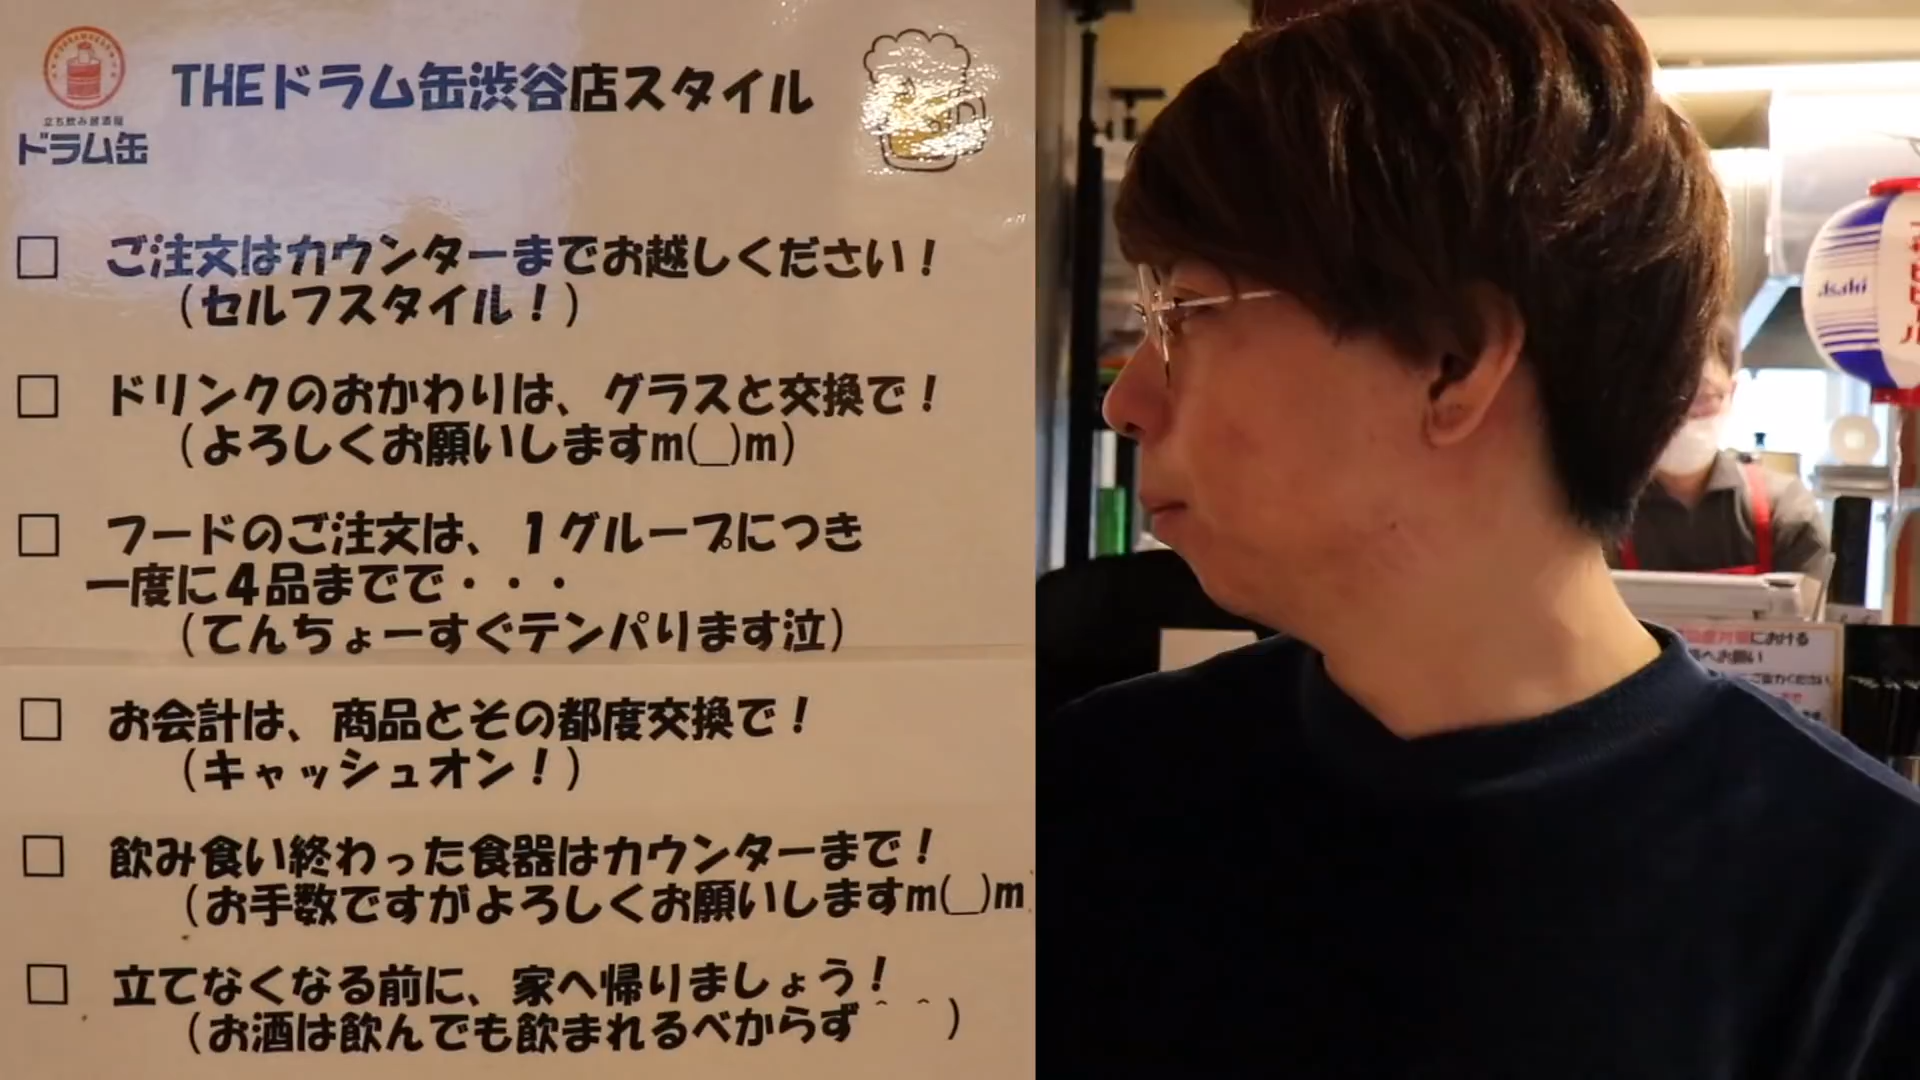 立ち飲み居酒屋
ドラム缶
THEドラム缶渋谷店スタイル
□ ご注文はカウンターまでお越しください！
（セルフスタイル！）
□ ドリンクのおかわりは、グラスと交換で！
（よろしくお願いしますm(_)m）
□ フードのご注文は、１グループにつき
一度に４品までで・・・
（てんちょーすぐテンパります泣）
□ お会計は、商品とその都度交換で！
（キャッシュオン！）
□ 飲み食い終わった食器はカウンターまで！
（お手数ですがよろしくお願いしますm(_)m
□ 立てなくなる前に、家へ帰りましょう！
（お酒は飲んでも飲まれるべからず＾＾）
Asahi
における
へお願い